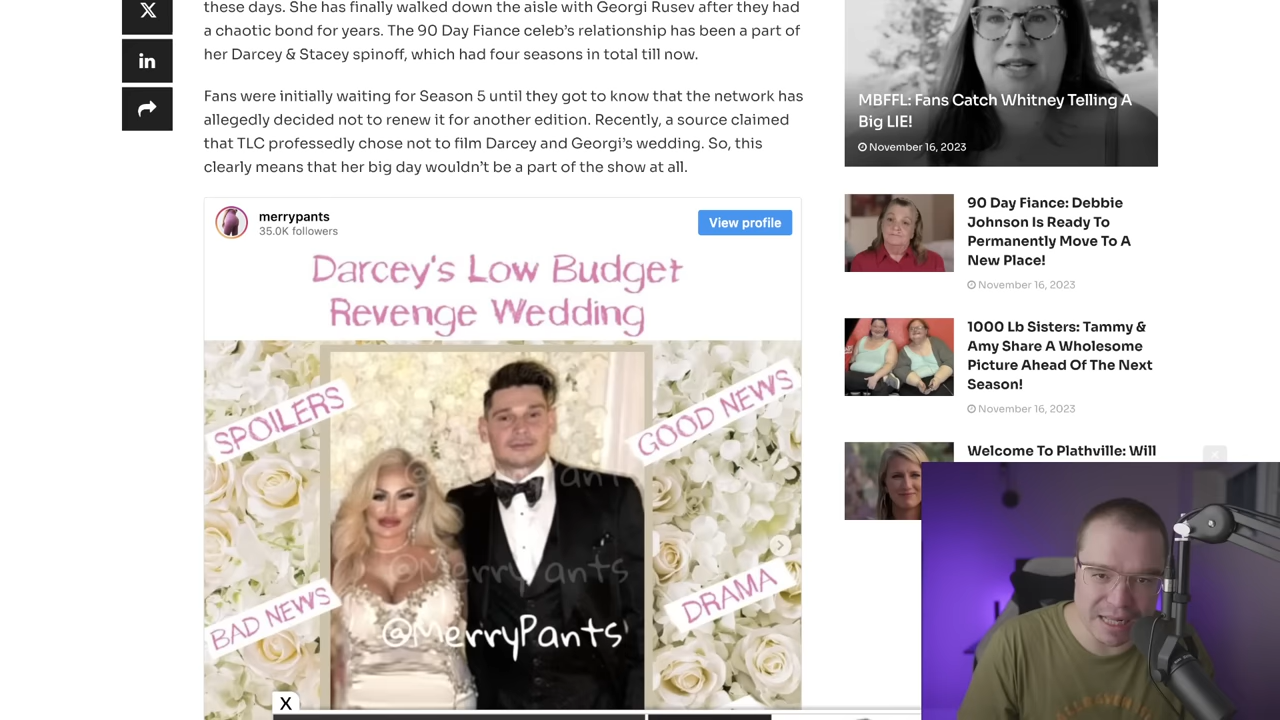 these days. She has finally walked down the aisle with Georgi Rusev after they had
a chaotic bond for years. The 90 Day Fiance celeb's relationship has been a part of
her Darcey & Stacey spinoff, which had four seasons in total till now.
Fans were initially waiting for Season 5 until they got to know that the network has
allegedly decided not to renew it for another edition. Recently, a source claimed
that TLC professedly chose not to film Darcey and Georgi's wedding. So, this
clearly means that her big day wouldn't be a part of the show at all.
merrypants
35.0K followers
View profile
Darcey's Low Budget
Revenge Wedding
SPOILERS
GOOD NEWS
@MerryPants
BAD NEWS
DRAMA
@MerryPants
X
MBFFL: Fans Catch Whitney Telling A
Big LIE!
November 16, 2023
90 Day Fiance: Debbie
Johnson Is Ready To
Permanently Move To A
New Place!
November 16, 2023
1000 Lb Sisters: Tammy &
Amy Share A Wholesome
Picture Ahead Of The Next
Season!
November 16, 2023
Welcome To Plathville: Will